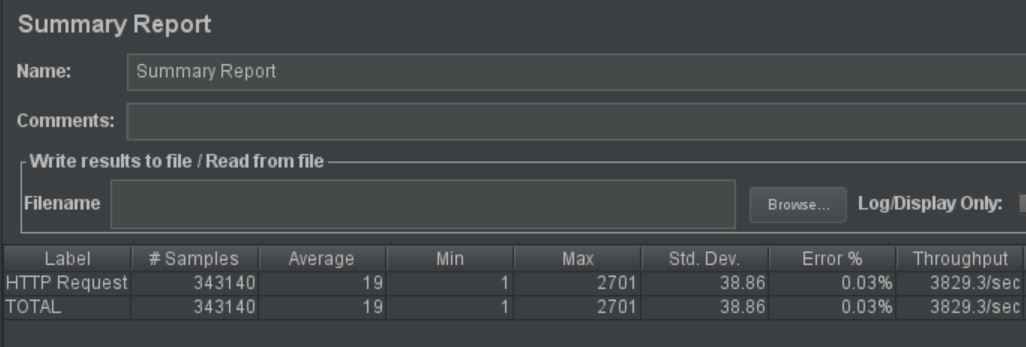 Summary Report
Name: Summary Report
Comments:
Write results to file / Read from file
Filename Browse... Log/Display Only:
Label # Samples Average Min Max Std. Dev. Error % Throughput
HTTP Request 343140 19 1 2701 38.86 0.03% 3829.3/sec
TOTAL 343140 19 1 2701 38.86 0.03% 3829.3/sec